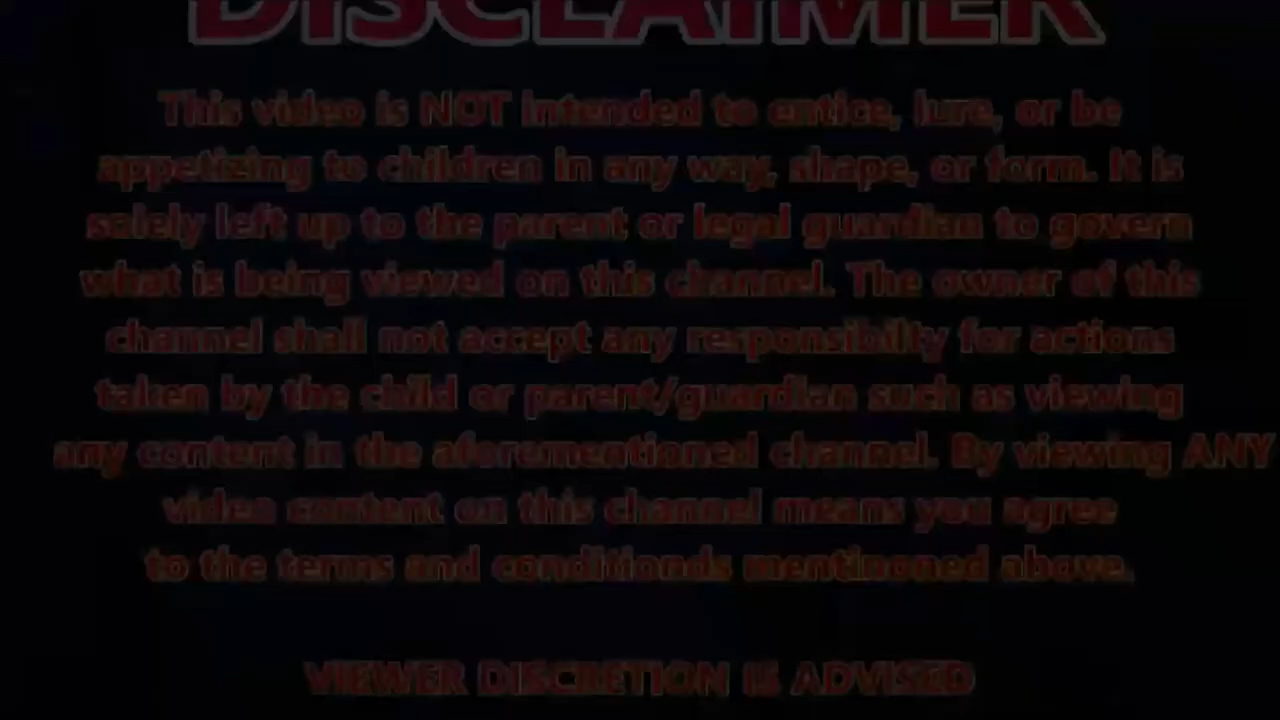 DISCLAIMER
This video is NOT intended to entice, lure, or be
appetizing to children in any way, shape, or form. It is
solely left up to the parent or legal guardian to govern
what is being viewed on this channel. The owner of this
channel shall not accept any responsibilty for actions
taken by the child or parent/guardian such as viewing
any content in the aforementioned channel. By viewing ANY
video content on this channel means you agree
to the terms and conditionds mentinoned above.
VIEWER DISCRETION IS ADVISED